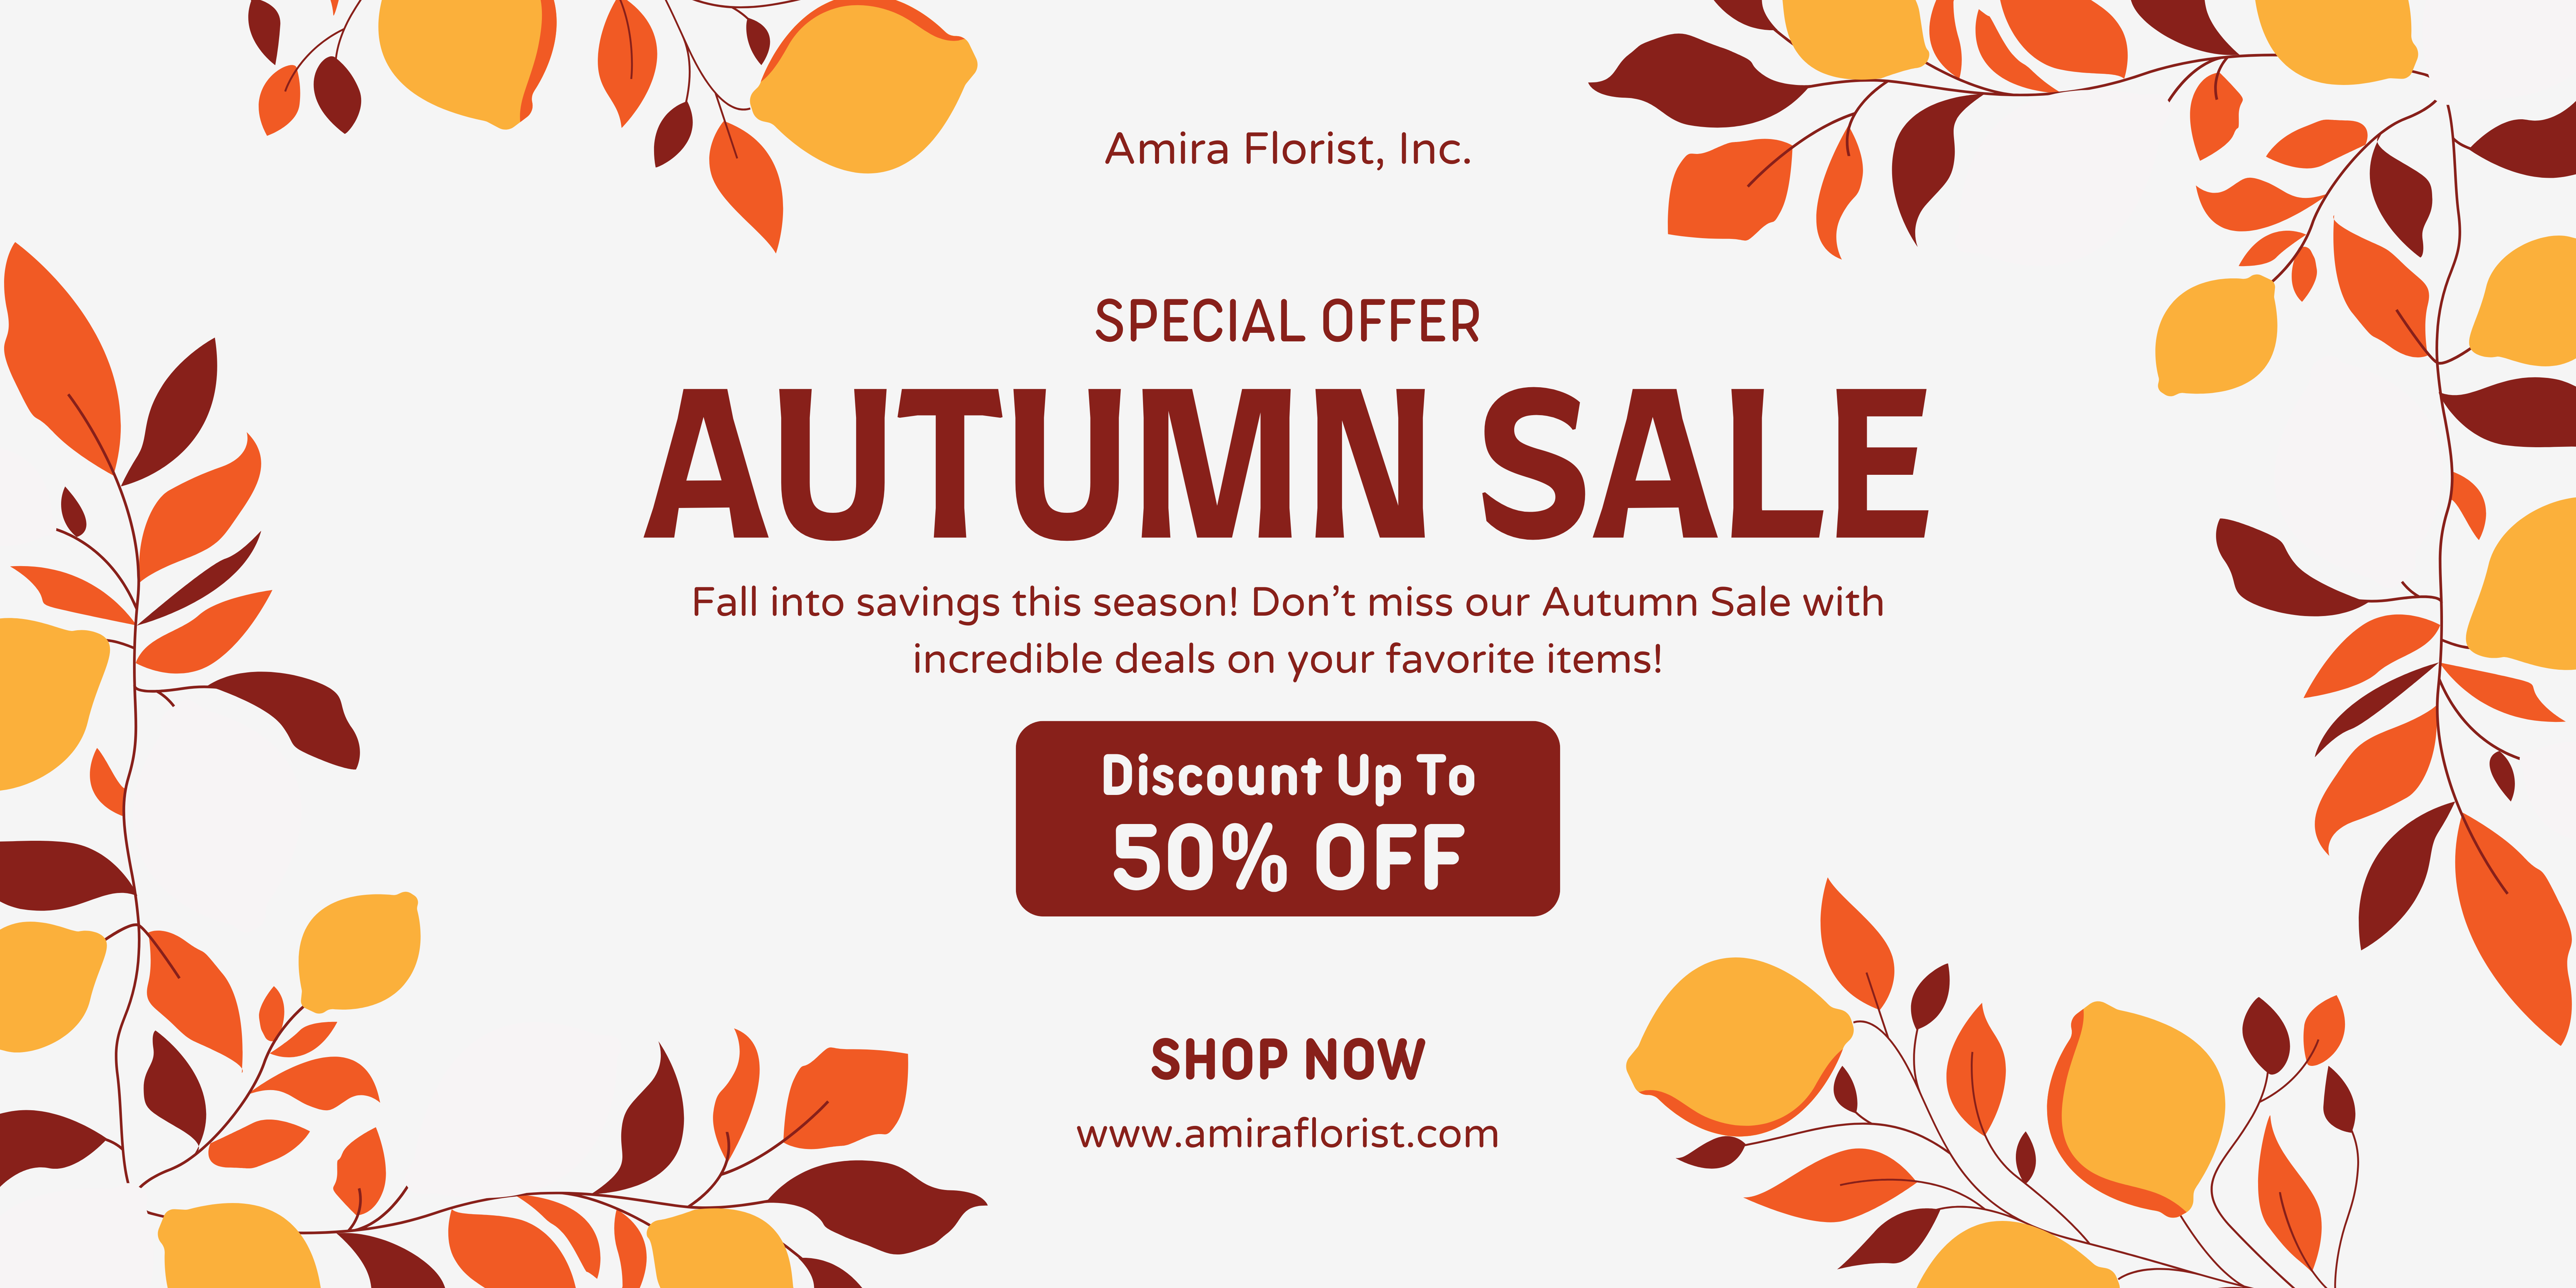 Amira Florist, Inc.
SPECIAL OFFER
AUTUMN SALE
Fall into savings this season! Don’t miss our Autumn Sale with
incredible deals on your favorite items!
Discount Up To
50% OFF
SHOP NOW
www.amiraflorist.com